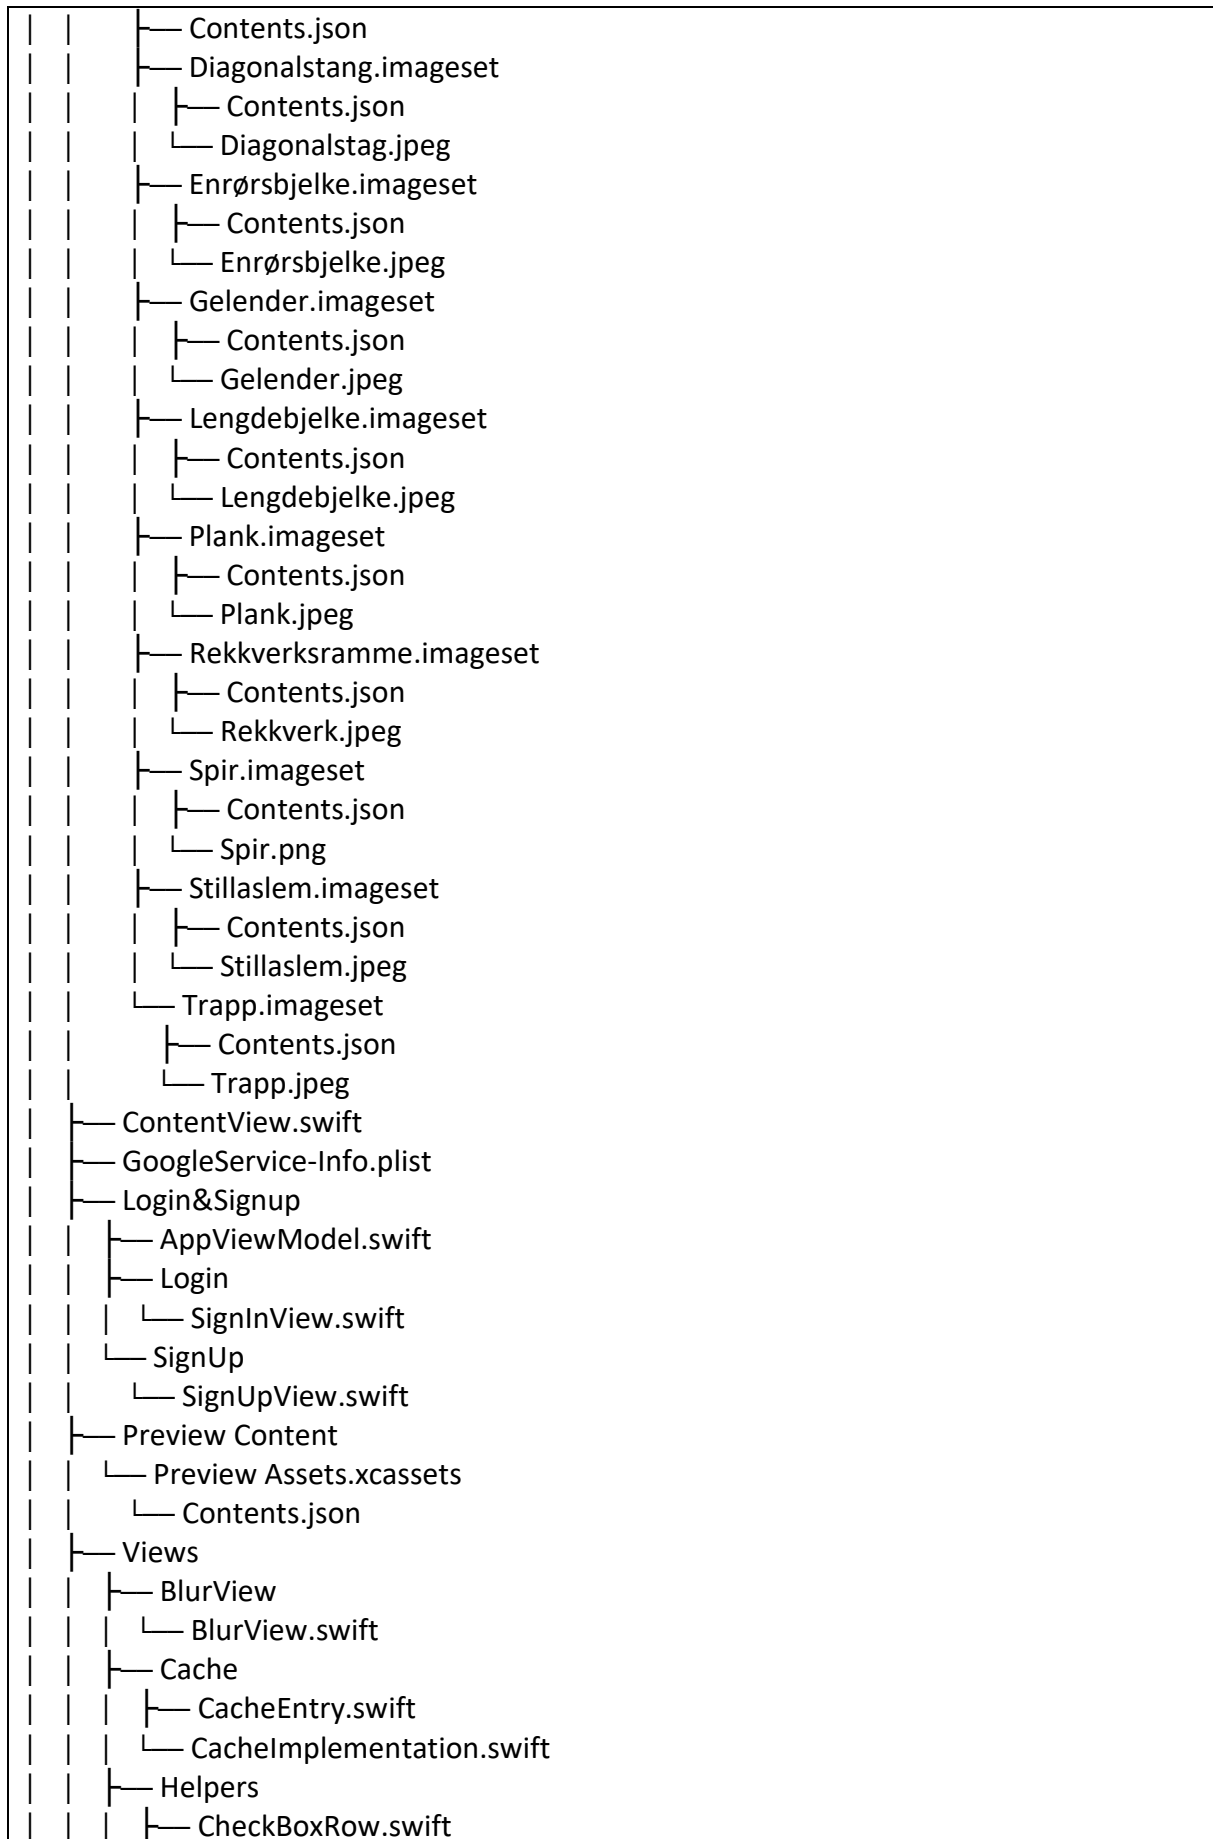 │   │       ├── Contents.json
│   │       ├── Diagonalstang.imageset
│   │       │   ├── Contents.json
│   │       │   └── Diagonalstag.jpeg
│   │       ├── Enrørsbjelke.imageset
│   │       │   ├── Contents.json
│   │       │   └── Enrørsbjelke.jpeg
│   │       ├── Gelender.imageset
│   │       │   ├── Contents.json
│   │       │   └── Gelender.jpeg
│   │       ├── Lengdebjelke.imageset
│   │       │   ├── Contents.json
│   │       │   └── Lengdebjelke.jpeg
│   │       ├── Plank.imageset
│   │       │   ├── Contents.json
│   │       │   └── Plank.jpeg
│   │       ├── Rekkverksramme.imageset
│   │       │   ├── Contents.json
│   │       │   └── Rekkverk.jpeg
│   │       ├── Spir.imageset
│   │       │   ├── Contents.json
│   │       │   └── Spir.png
│   │       ├── Stillaslem.imageset
│   │       │   ├── Contents.json
│   │       │   └── Stillaslem.jpeg
│   │       └── Trapp.imageset
│   │           ├── Contents.json
│   │           └── Trapp.jpeg
│   ├── ContentView.swift
│   ├── GoogleService-Info.plist
│   ├── Login&Signup
│   │   ├── AppViewModel.swift
│   │   ├── Login
│   │   │   └── SignInView.swift
│   │   └── SignUp
│   │       └── SignUpView.swift
│   ├── Preview Content
│   │   └── Preview Assets.xcassets
│   │       └── Contents.json
│   ├── Views
│   │   ├── BlurView
│   │   │   └── BlurView.swift
│   │   ├── Cache
│   │   │   ├── CacheEntry.swift
│   │   │   └── CacheImplementation.swift
│   │   ├── Helpers
│   │   │   ├── CheckBoxRow.swift